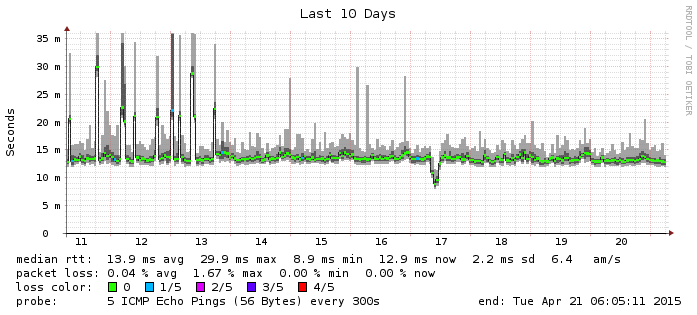 Last 10 Days
RRDTOOL / TOBI OETIKER
Seconds
35 m
30 m
25 m
20 m
15 m
10 m
5 m
0
11 12 13 14 15 16 17 18 19 20
median rtt: 13.9 ms avg 29.9 ms max 8.9 ms min 12.9 ms now 2.2 ms sd 6.4 am/s
packet loss: 0.04 % avg 1.67 % max 0.00 % min 0.00 % now
loss color: 0 1/5 2/5 3/5 4/5
probe: 5 ICMP Echo Pings (56 Bytes) every 300s end: Tue Apr 21 06:05:11 2015